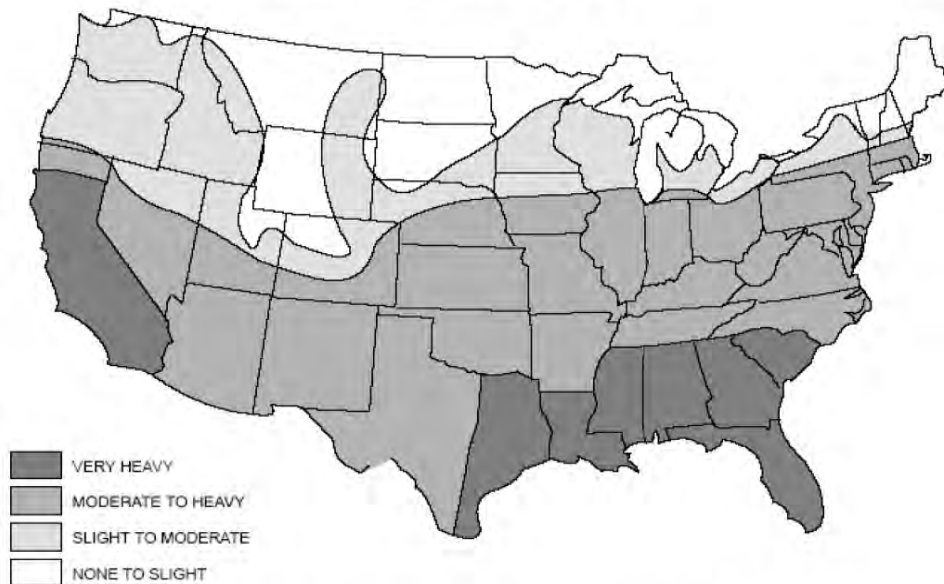 VERY HEAVY
MODERATE TO HEAVY
SLIGHT TO MODERATE
NONE TO SLIGHT